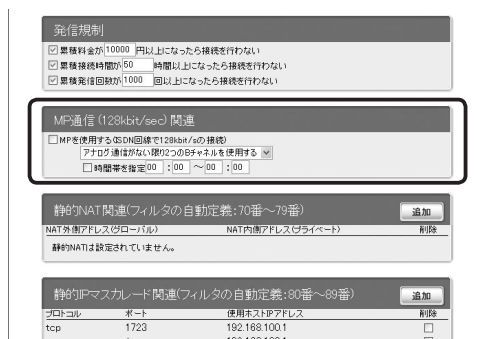 発信規制
累積料金が 10000 円以上になったら接続を行わない
累積接続時間が 50 時間以上になったら接続を行わない
累積発信回数が 1000 回以上になったら接続を行わない
MP通信(128kbit/sec)関連
MPを使用する(ISDN回線で128kbit/sの接続)
アナログ通信がない限り2つのBチャネルを使用する
時間帯を指定 00 : 00 ～ 00 : 00
静的NAT関連(フィルタの自動定義:70番～79番) 追加
NAT外側アドレス(グローバル) NAT内側アドレス(プライベート) 削除
静的NATは設定されていません。
静的IPマスカレード関連(フィルタの自動定義:80番～89番) 追加
プロトコル ポート 使用ホストIPアドレス 削除
tcp 1723 192.168.100.1